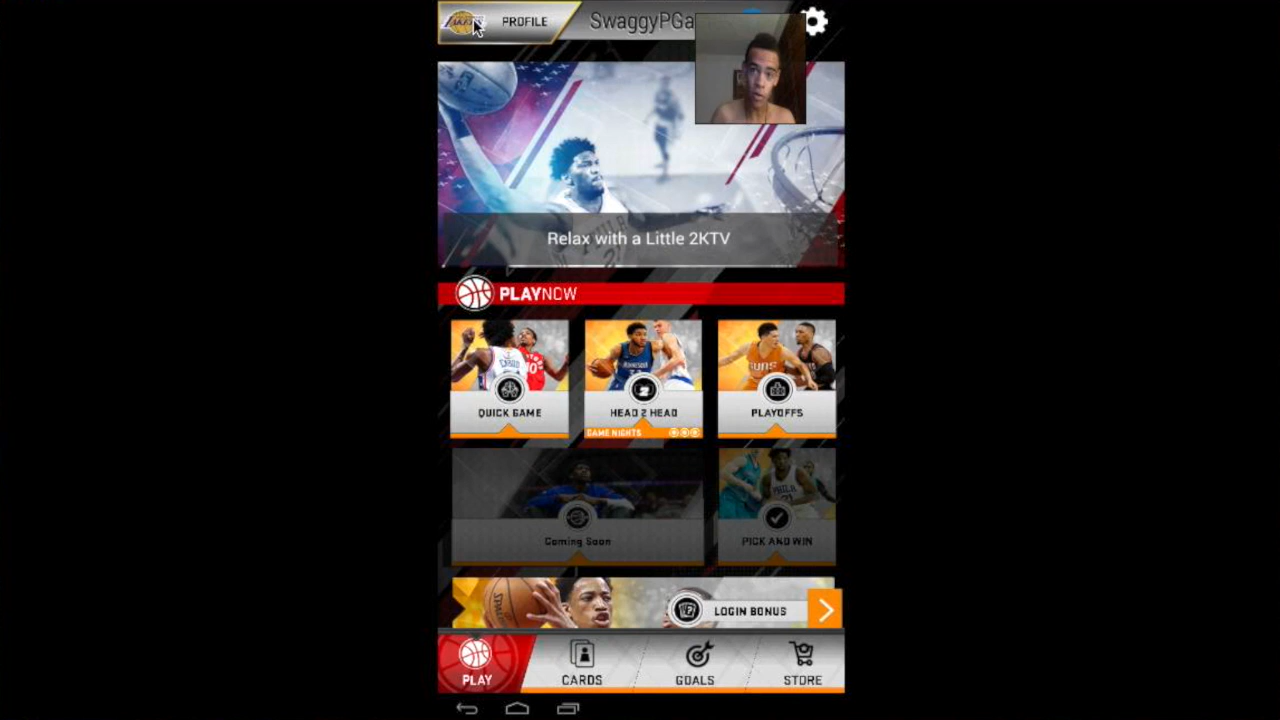 PROFILE
SwaggyPGa
Relax with a Little 2KTV
PLAYNOW
QUICK GAME
HEAD 2 HEAD
PLAYOFFS
GAME NIGHTS
Coming Soon
PICK AND WIN
LOGIN BONUS
PLAY
CARDS
GOALS
STORE